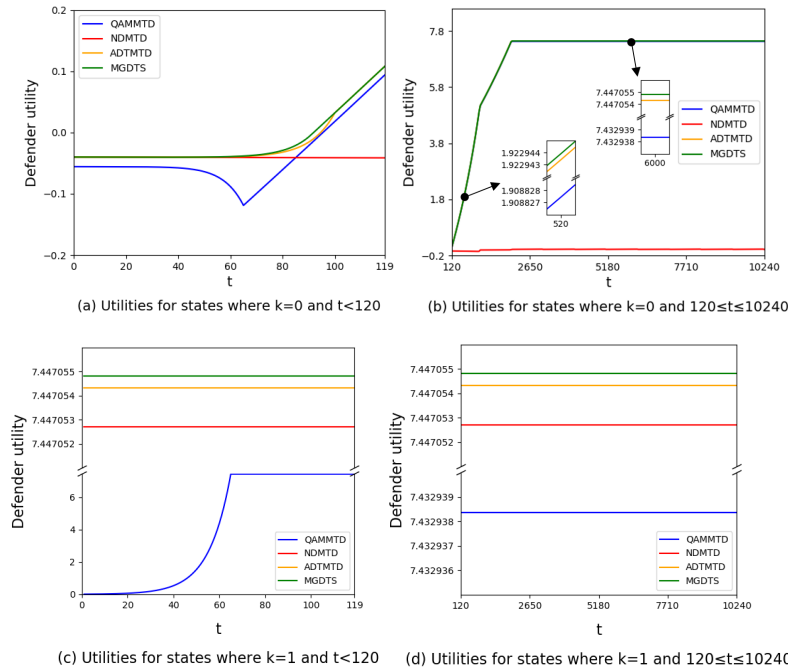 0.2
0.1
0.0
−0.1
−0.2
Defender utility
QAMMTD
NDMTD
ADTMTD
MGDTS
0 20 40 60 80 100 119
t
(a) Utilities for states where k=0 and t<120
7.8
5.8
3.8
1.8
−0.2
Defender utility
7.447055
7.447054
7.432939
7.432938
6000
1.922944
1.922943
1.908828
1.908827
520
QAMMTD
NDMTD
ADTMTD
MGDTS
120 2650 5180 7710 10240
t
(b) Utilities for states where k=0 and 120≤t≤10240
7.447055
7.447054
7.447053
7.447052
6
4
2
0
Defender utility
QAMMTD
NDMTD
ADTMTD
MGDTS
0 20 40 60 80 100 119
t
(c) Utilities for states where k=1 and t<120
7.447055
7.447054
7.447053
7.447052
7.432939
7.432938
7.432937
7.432936
Defender utility
QAMMTD
NDMTD
ADTMTD
MGDTS
120 2650 5180 7710 10240
t
(d) Utilities for states where k=1 and 120≤t≤10240